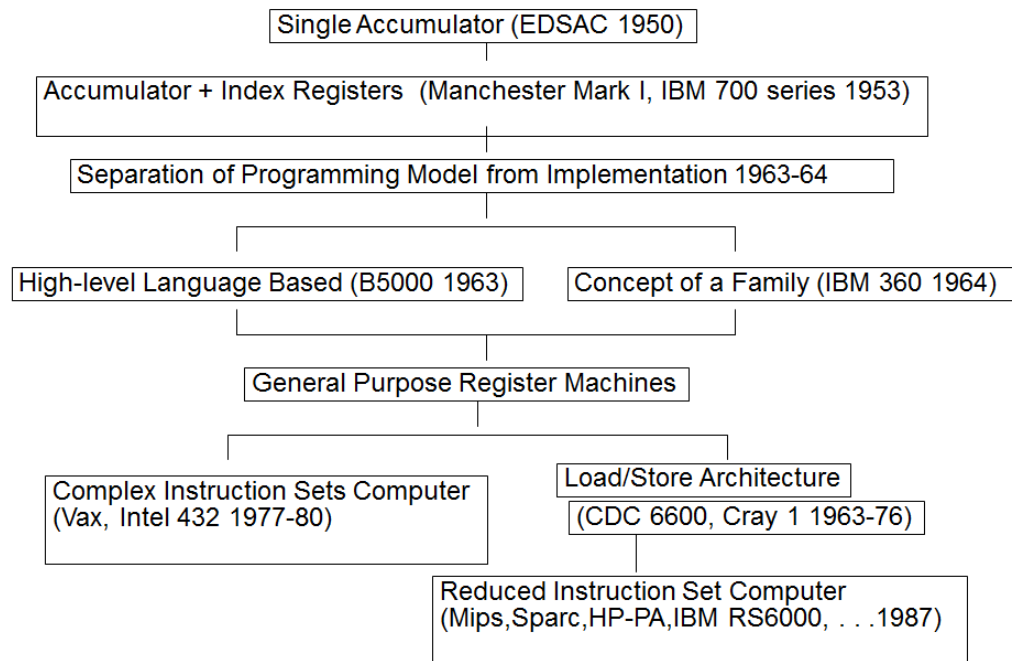 Single Accumulator (EDSAC 1950)
Accumulator + Index Registers (Manchester Mark I, IBM 700 series 1953)
Separation of Programming Model from Implementation 1963-64
High-level Language Based (B5000 1963)
Concept of a Family (IBM 360 1964)
General Purpose Register Machines
Complex Instruction Sets Computer
(Vax, Intel 432 1977-80)
Load/Store Architecture
(CDC 6600, Cray 1 1963-76)
Reduced Instruction Set Computer
(Mips,Sparc,HP-PA,IBM RS6000, . . .1987)